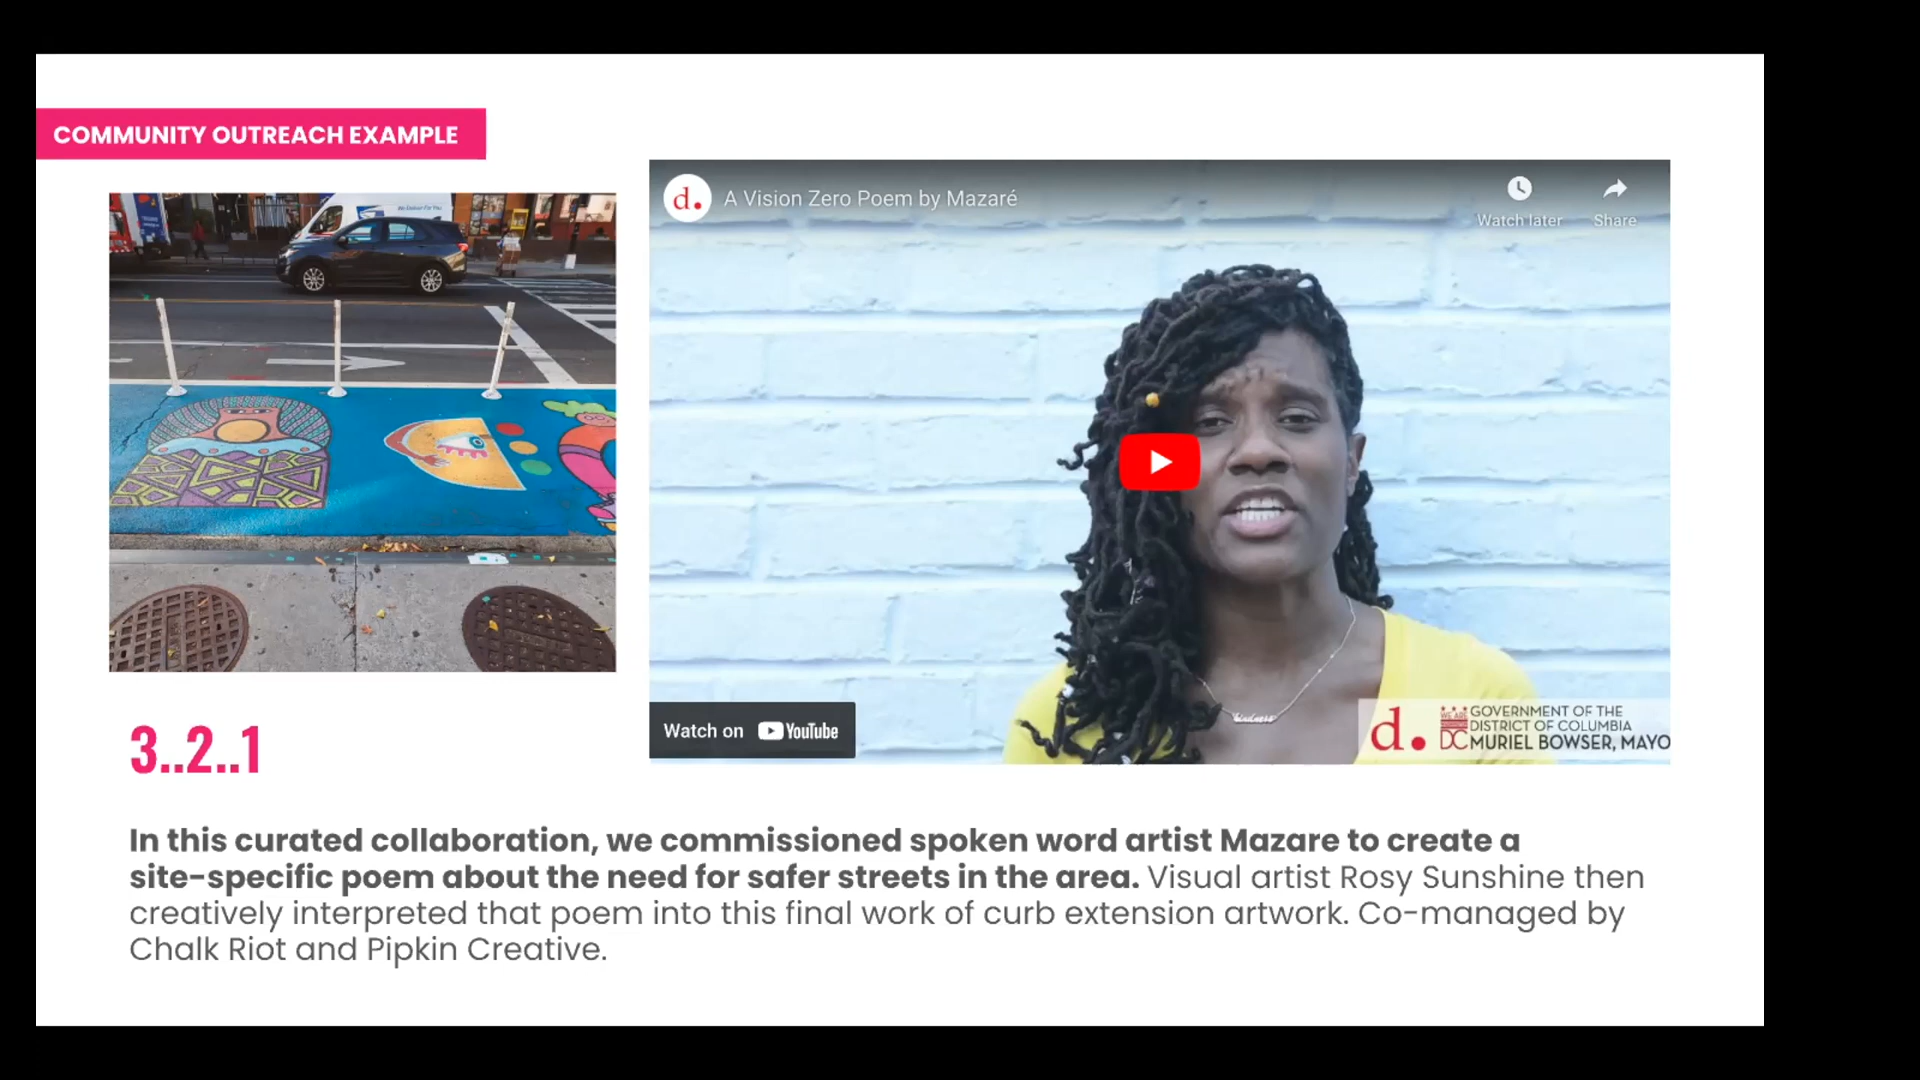 COMMUNITY OUTREACH EXAMPLE
d. A Vision Zero Poem by Mazaré
Watch later
Share
Watch on YouTube
d.
WE ARE
DC
GOVERNMENT OF THE
DISTRICT OF COLUMBIA
MURIEL BOWSER, MAYO
3..2..1
In this curated collaboration, we commissioned spoken word artist Mazare to create a
site-specific poem about the need for safer streets in the area. Visual artist Rosy Sunshine then
creatively interpreted that poem into this final work of curb extension artwork. Co-managed by
Chalk Riot and Pipkin Creative.